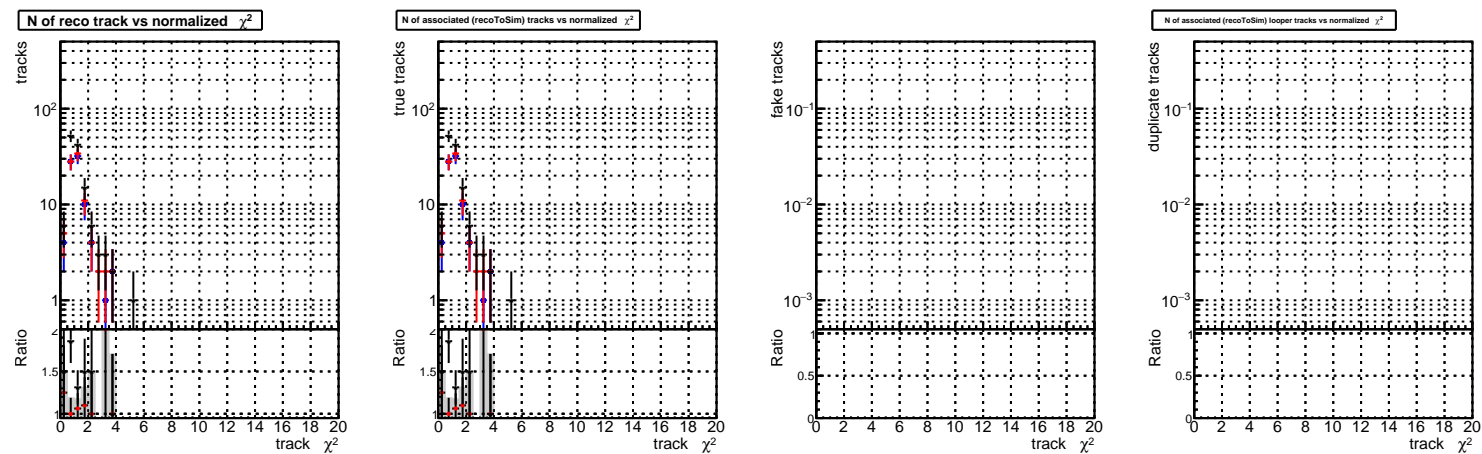 N of reco track vs normalized χ²
tracks
10²
10
1
Ratio
2
1.5
1
0 2 4 6 8 10 12 14 16 18 20
track χ²
N of associated (recoToSim) tracks vs normalized χ²
true tracks
10²
10
1
Ratio
2
1.5
1
0 2 4 6 8 10 12 14 16 18 20
track χ²
fake tracks
10⁻¹
10⁻²
10⁻³
Ratio
1
0.5
0
0 2 4 6 8 10 12 14 16 18 20
track χ²
N of associated (recoToSim) looper tracks vs normalized χ²
duplicate tracks
10⁻¹
10⁻²
10⁻³
Ratio
1
0.5
0
0 2 4 6 8 10 12 14 16 18 20
track χ²